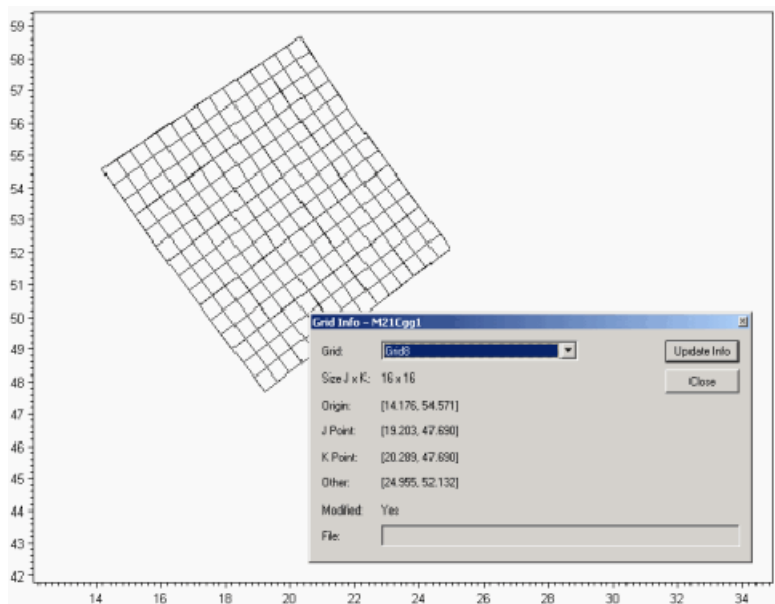 59
58
57
56
55
54
53
52
51
50
49
48
47
46
45
44
43
42
14 16 18 20 22 24 26 28 30 32 34
Grid Info - M21Cgg1
Grid: Grid8
Update Info
Size J x K: 16 x 16
Close
Origin: [14.176, 54.571]
J Point: [19.203, 47.690]
K Point: [20.289, 47.690]
Other: [24.955, 52.132]
Modified: Yes
File: